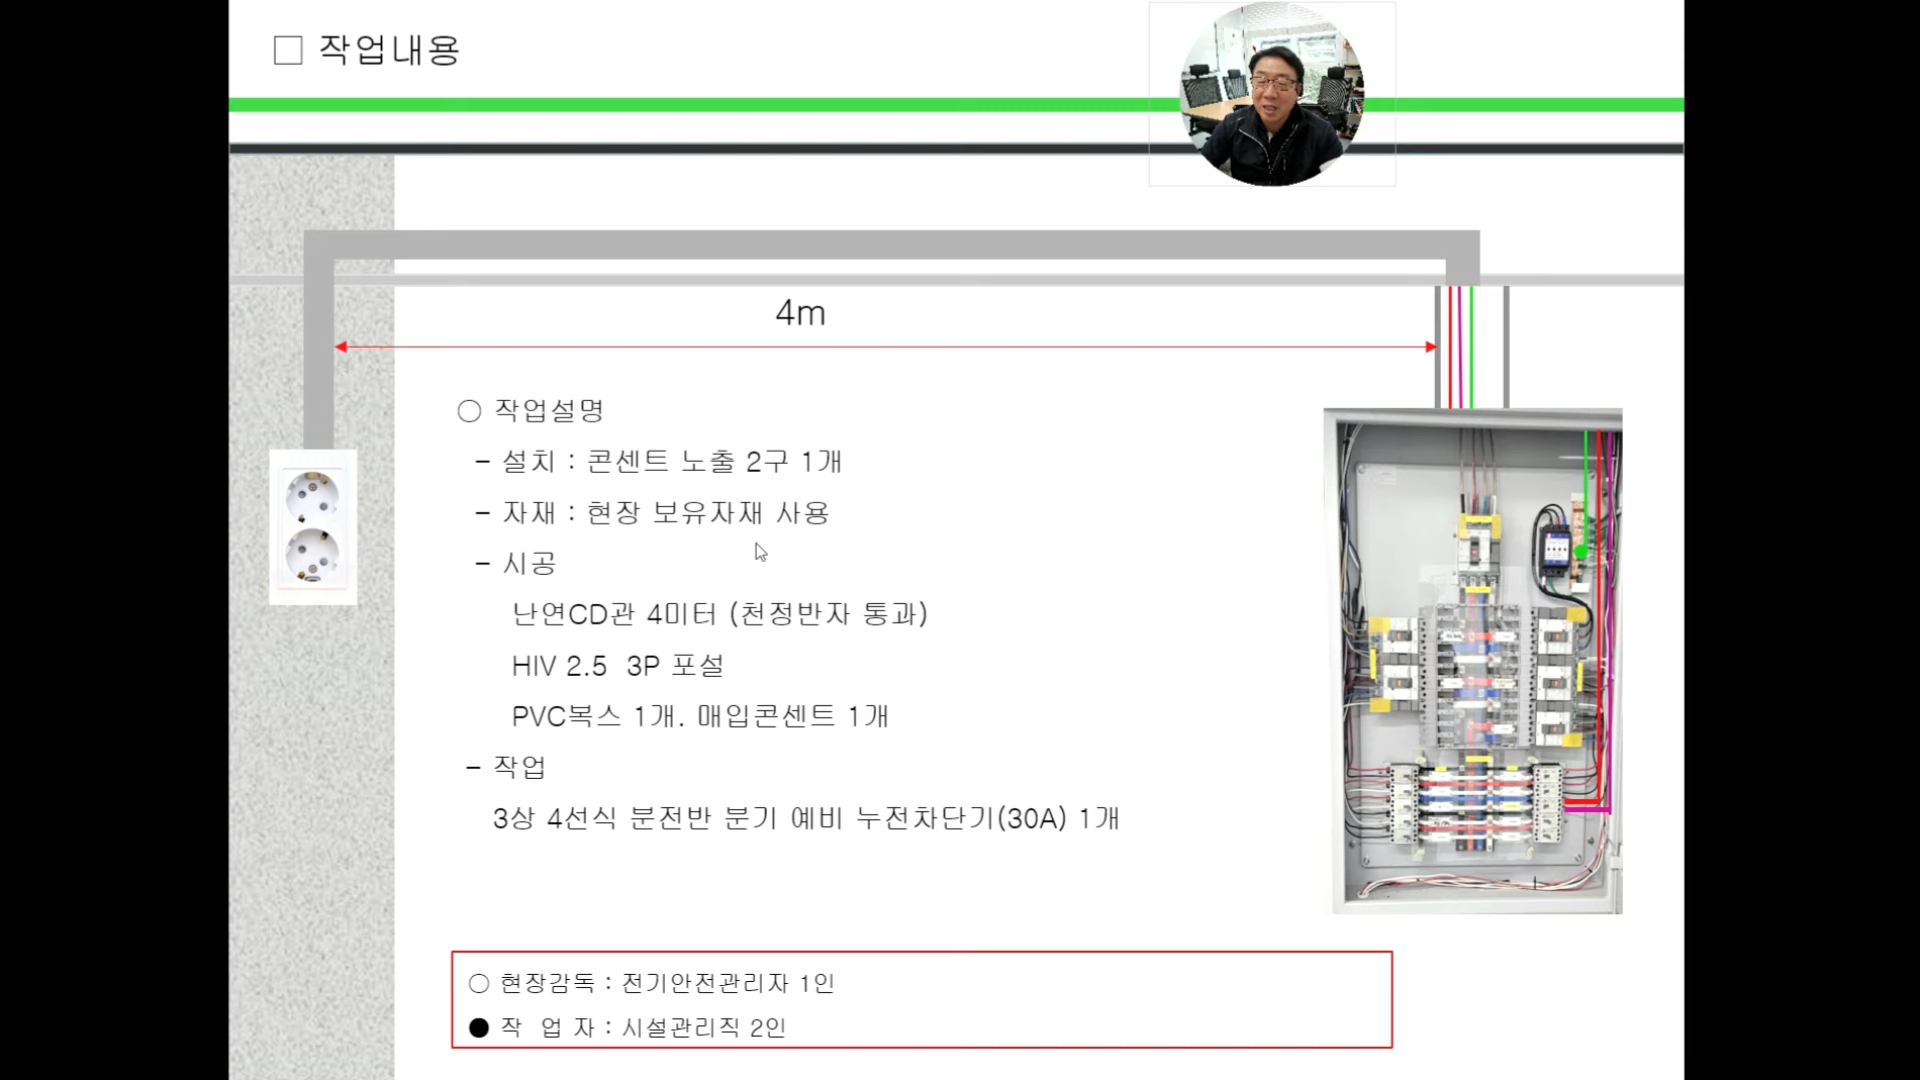 □ 작업내용
4m
○ 작업설명
- 설치 : 콘센트 노출 2구 1개
- 자재 : 현장 보유자재 사용
- 시공
난연CD관 4미터 (천정반자 통과)
HIV 2.5 3P 포설
PVC복스 1개. 매입콘센트 1개
- 작업
3상 4선식 분전반 분기 예비 누전차단기(30A) 1개
○ 현장감독 : 전기안전관리자 1인
● 작 업 자 : 시설관리직 2인